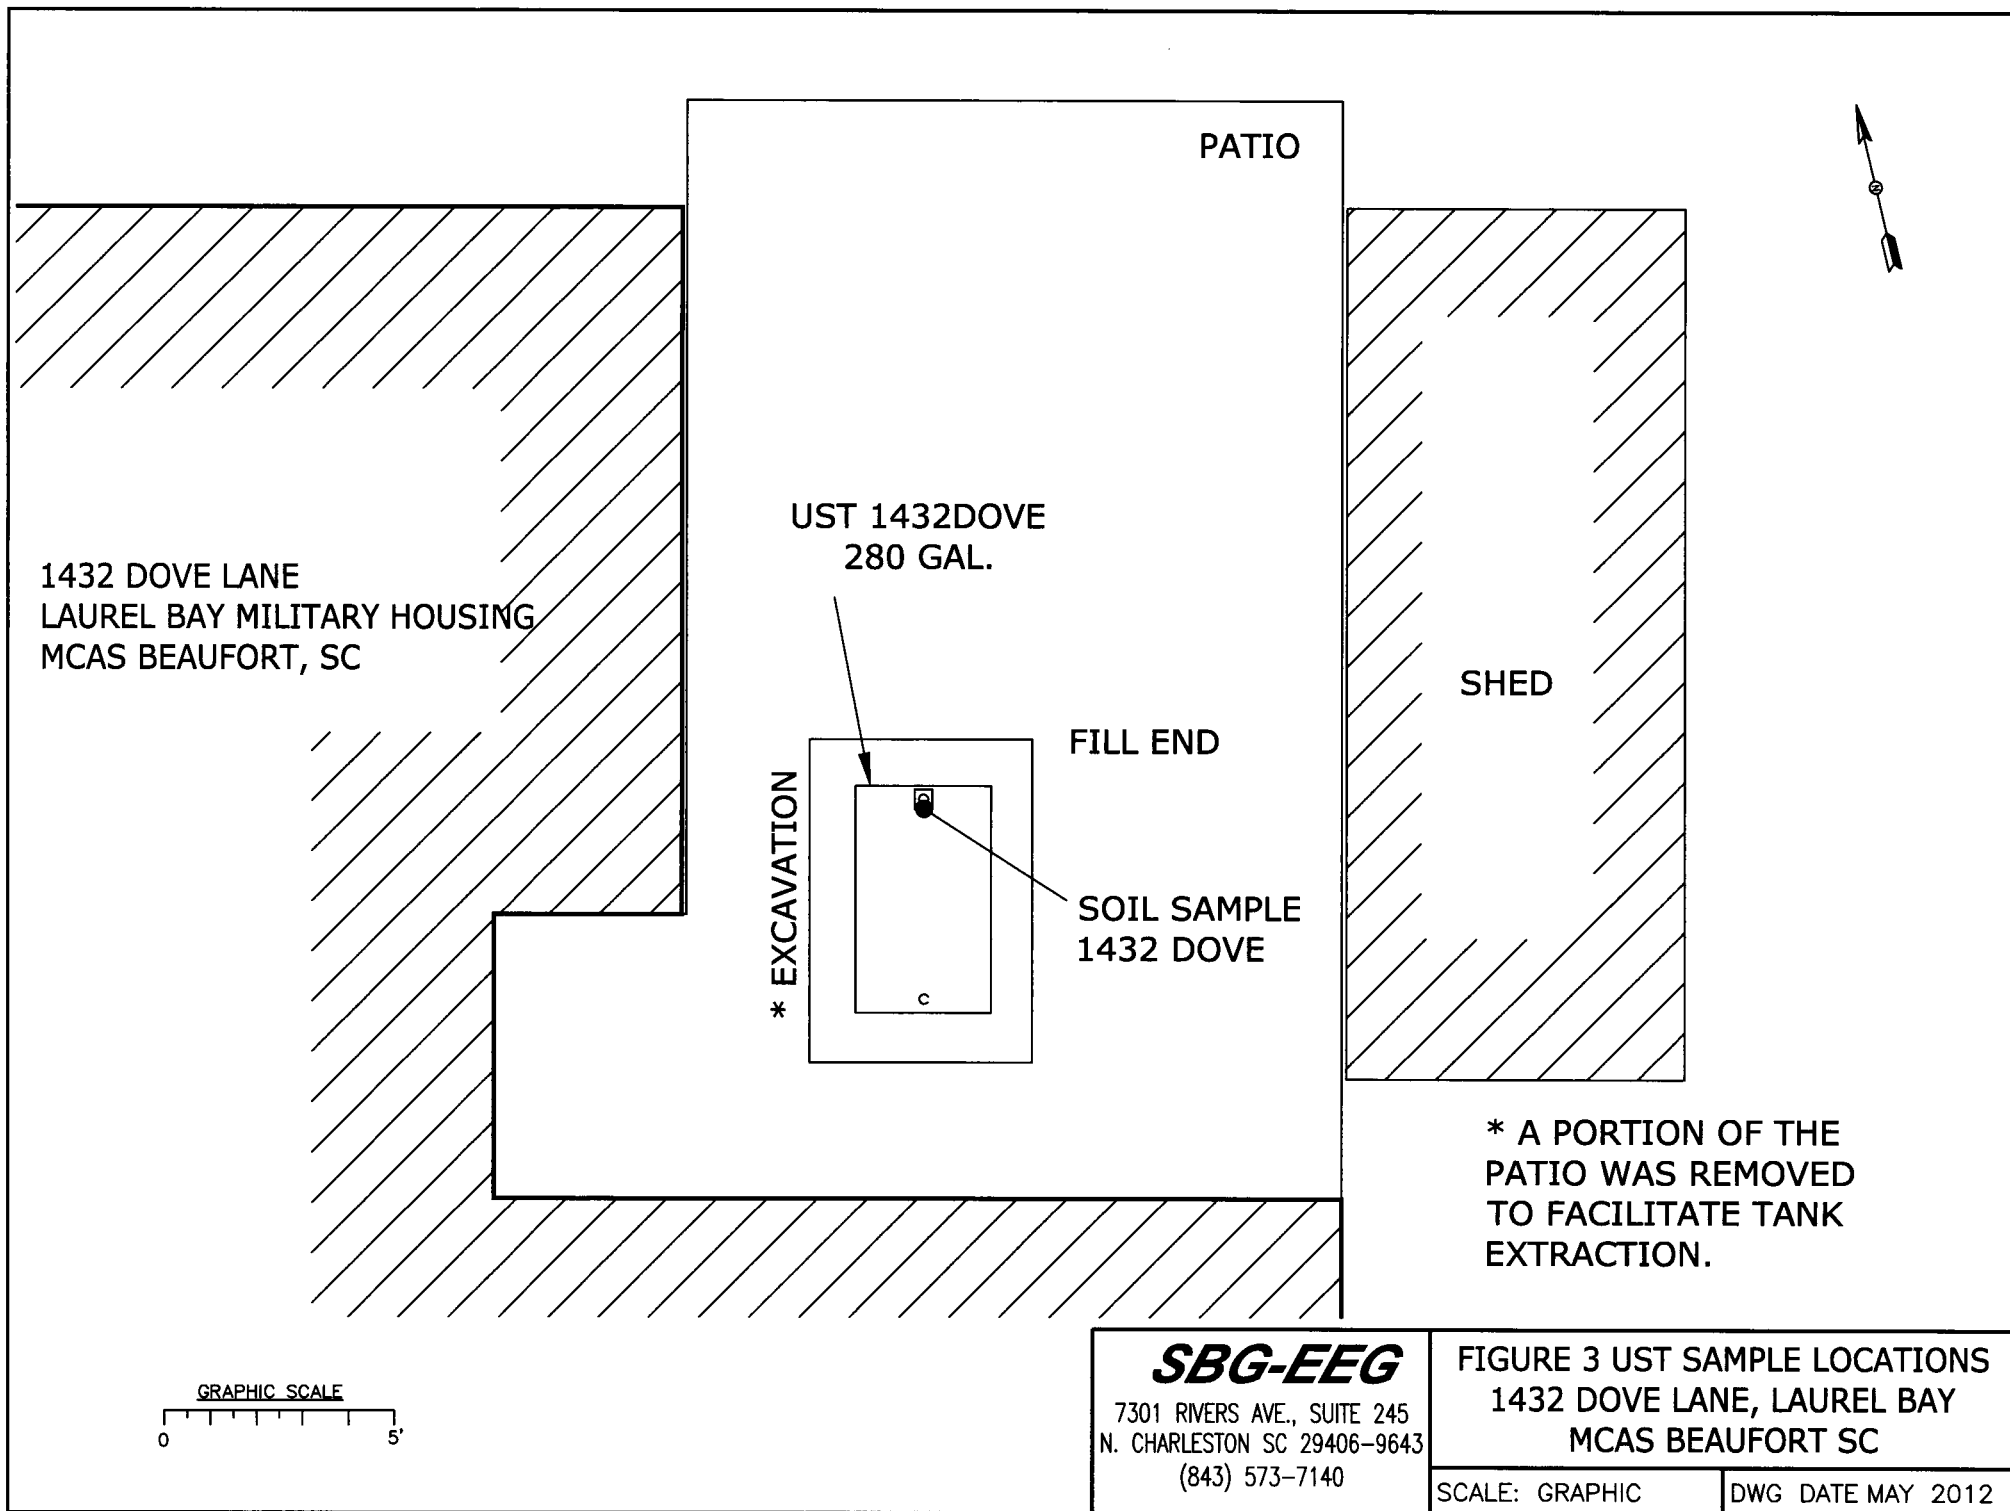 PATIO
N
UST 1432DOVE
280 GAL.
1432 DOVE LANE
LAUREL BAY MILITARY HOUSING
MCAS BEAUFORT, SC
SHED
FILL END
* EXCAVATION
SOIL SAMPLE
1432 DOVE
C
* A PORTION OF THE
PATIO WAS REMOVED
TO FACILITATE TANK
EXTRACTION.
GRAPHIC SCALE
0 5'
SBG-EEG
7301 RIVERS AVE., SUITE 245
N. CHARLESTON SC 29406-9643
(843) 573-7140
FIGURE 3 UST SAMPLE LOCATIONS
1432 DOVE LANE, LAUREL BAY
MCAS BEAUFORT SC
SCALE: GRAPHIC
DWG DATE MAY 2012